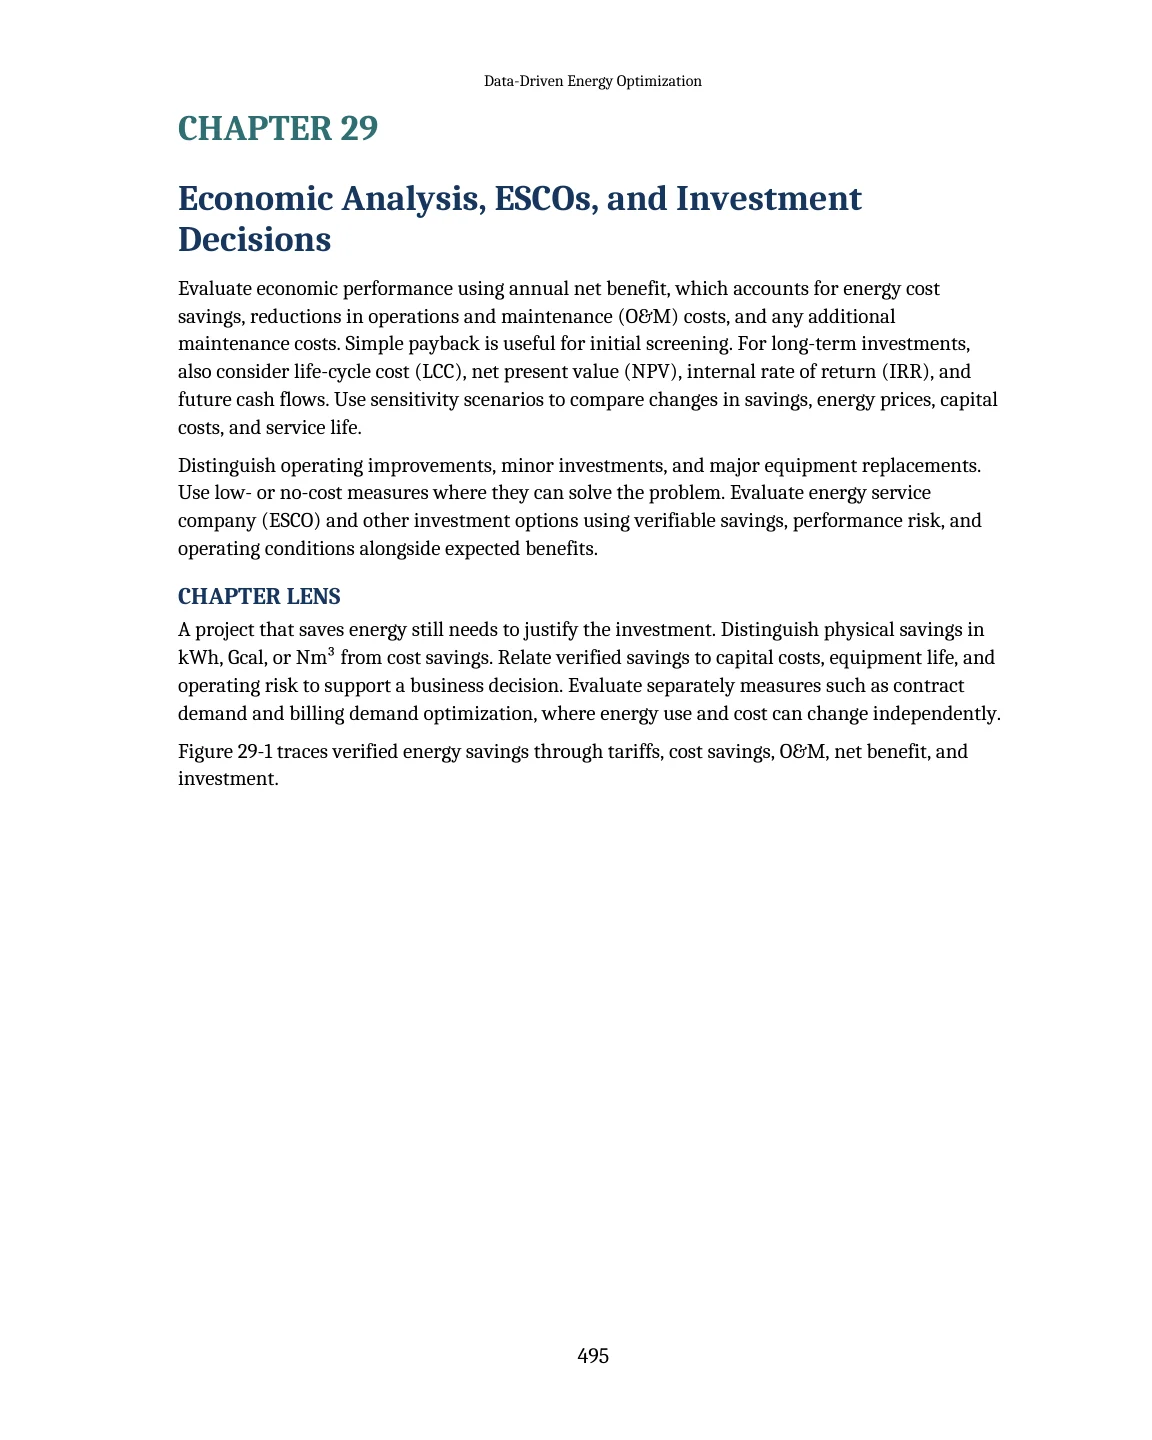 Data-Driven Energy Optimization
CHAPTER 29
Economic Analysis, ESCOs, and Investment
Decisions
Evaluate economic performance using annual net benefit, which accounts for energy cost
savings, reductions in operations and maintenance (O&M) costs, and any additional
maintenance costs. Simple payback is useful for initial screening. For long-term investments,
also consider life-cycle cost (LCC), net present value (NPV), internal rate of return (IRR), and
future cash flows. Use sensitivity scenarios to compare changes in savings, energy prices, capital
costs, and service life.
Distinguish operating improvements, minor investments, and major equipment replacements.
Use low- or no-cost measures where they can solve the problem. Evaluate energy service
company (ESCO) and other investment options using verifiable savings, performance risk, and
operating conditions alongside expected benefits.
CHAPTER LENS
A project that saves energy still needs to justify the investment. Distinguish physical savings in
kWh, Gcal, or Nm³ from cost savings. Relate verified savings to capital costs, equipment life, and
operating risk to support a business decision. Evaluate separately measures such as contract
demand and billing demand optimization, where energy use and cost can change independently.
Figure 29-1 traces verified energy savings through tariffs, cost savings, O&M, net benefit, and
investment.
495